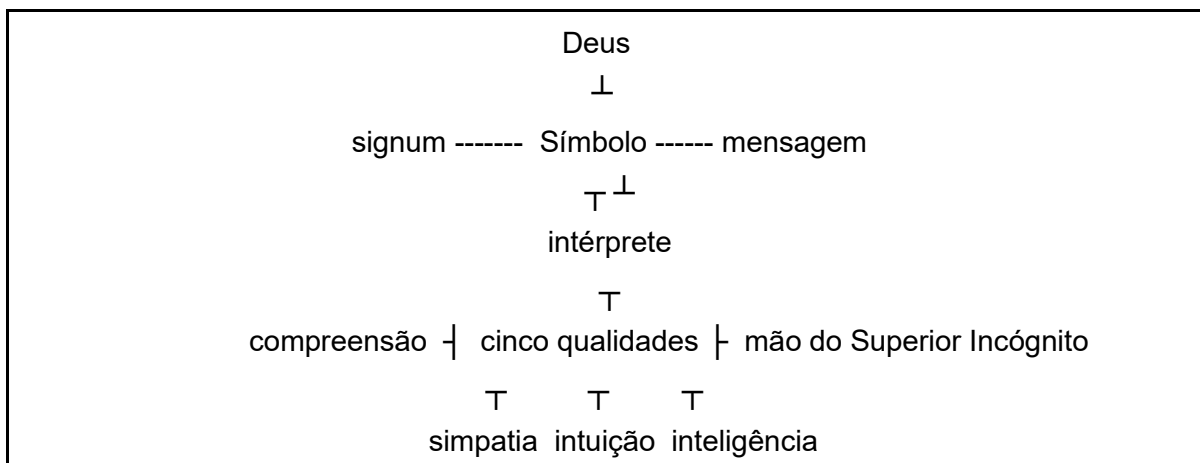 Deus
┴
signum ------- Símbolo ------ mensagem
┬ ┴
intérprete
┬
compreensão ┤ cinco qualidades ├ mão do Superior Incógnito
┬ ┬ ┬
simpatia intuição inteligência